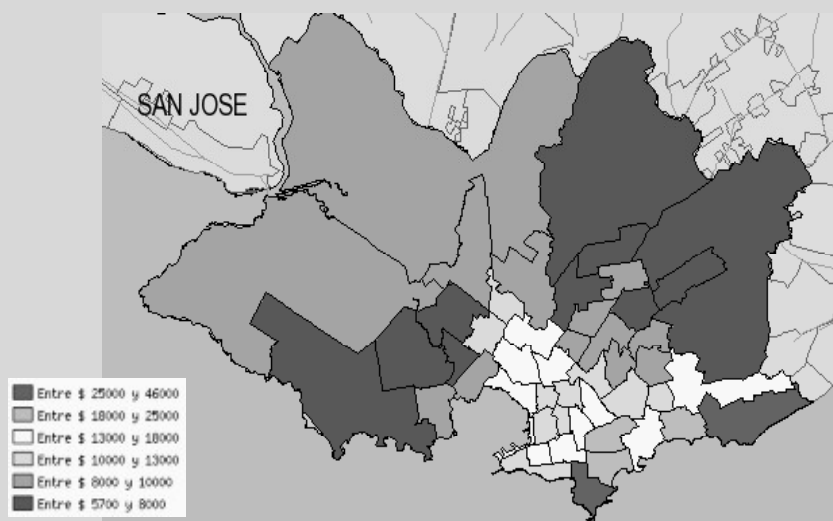 SAN JOSE
Entre $ 25000 y 46000
Entre $ 18000 y 25000
Entre $ 13000 y 18000
Entre $ 10000 y 13000
Entre $ 8000 y 10000
Entre $ 5700 y 8000